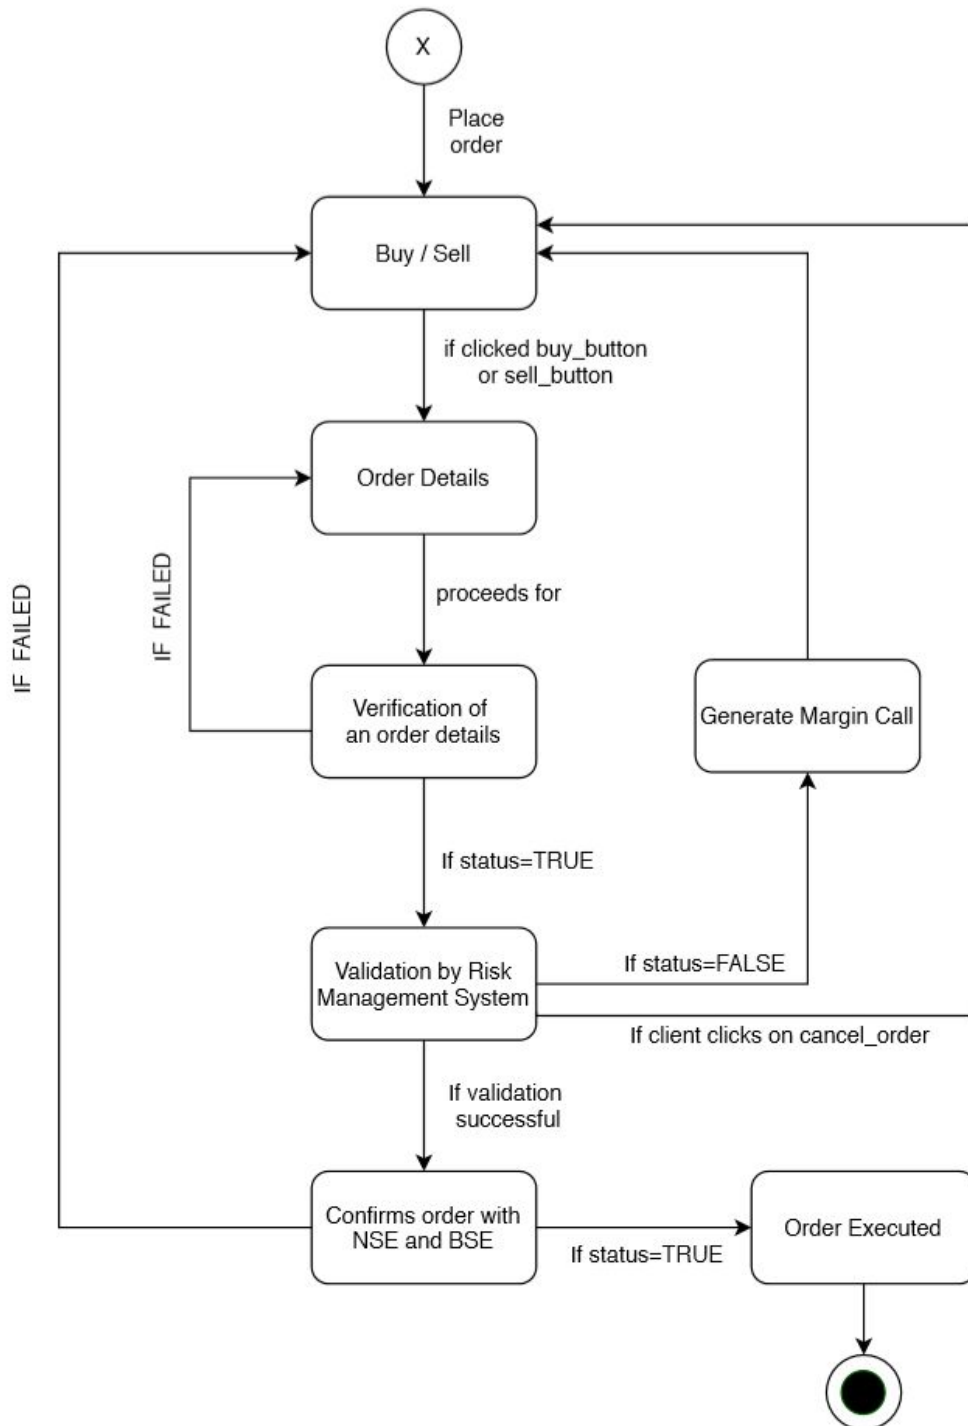 X
Place
order
Buy / Sell
if clicked buy_button
or sell_button
Order Details
IF FAILED
IF FAILED
proceeds for
Verification of
an order details
Generate Margin Call
If status=TRUE
Validation by Risk
Management System
If status=FALSE
If client clicks on cancel_order
If validation
successful
Confirms order with
NSE and BSE
If status=TRUE
Order Executed